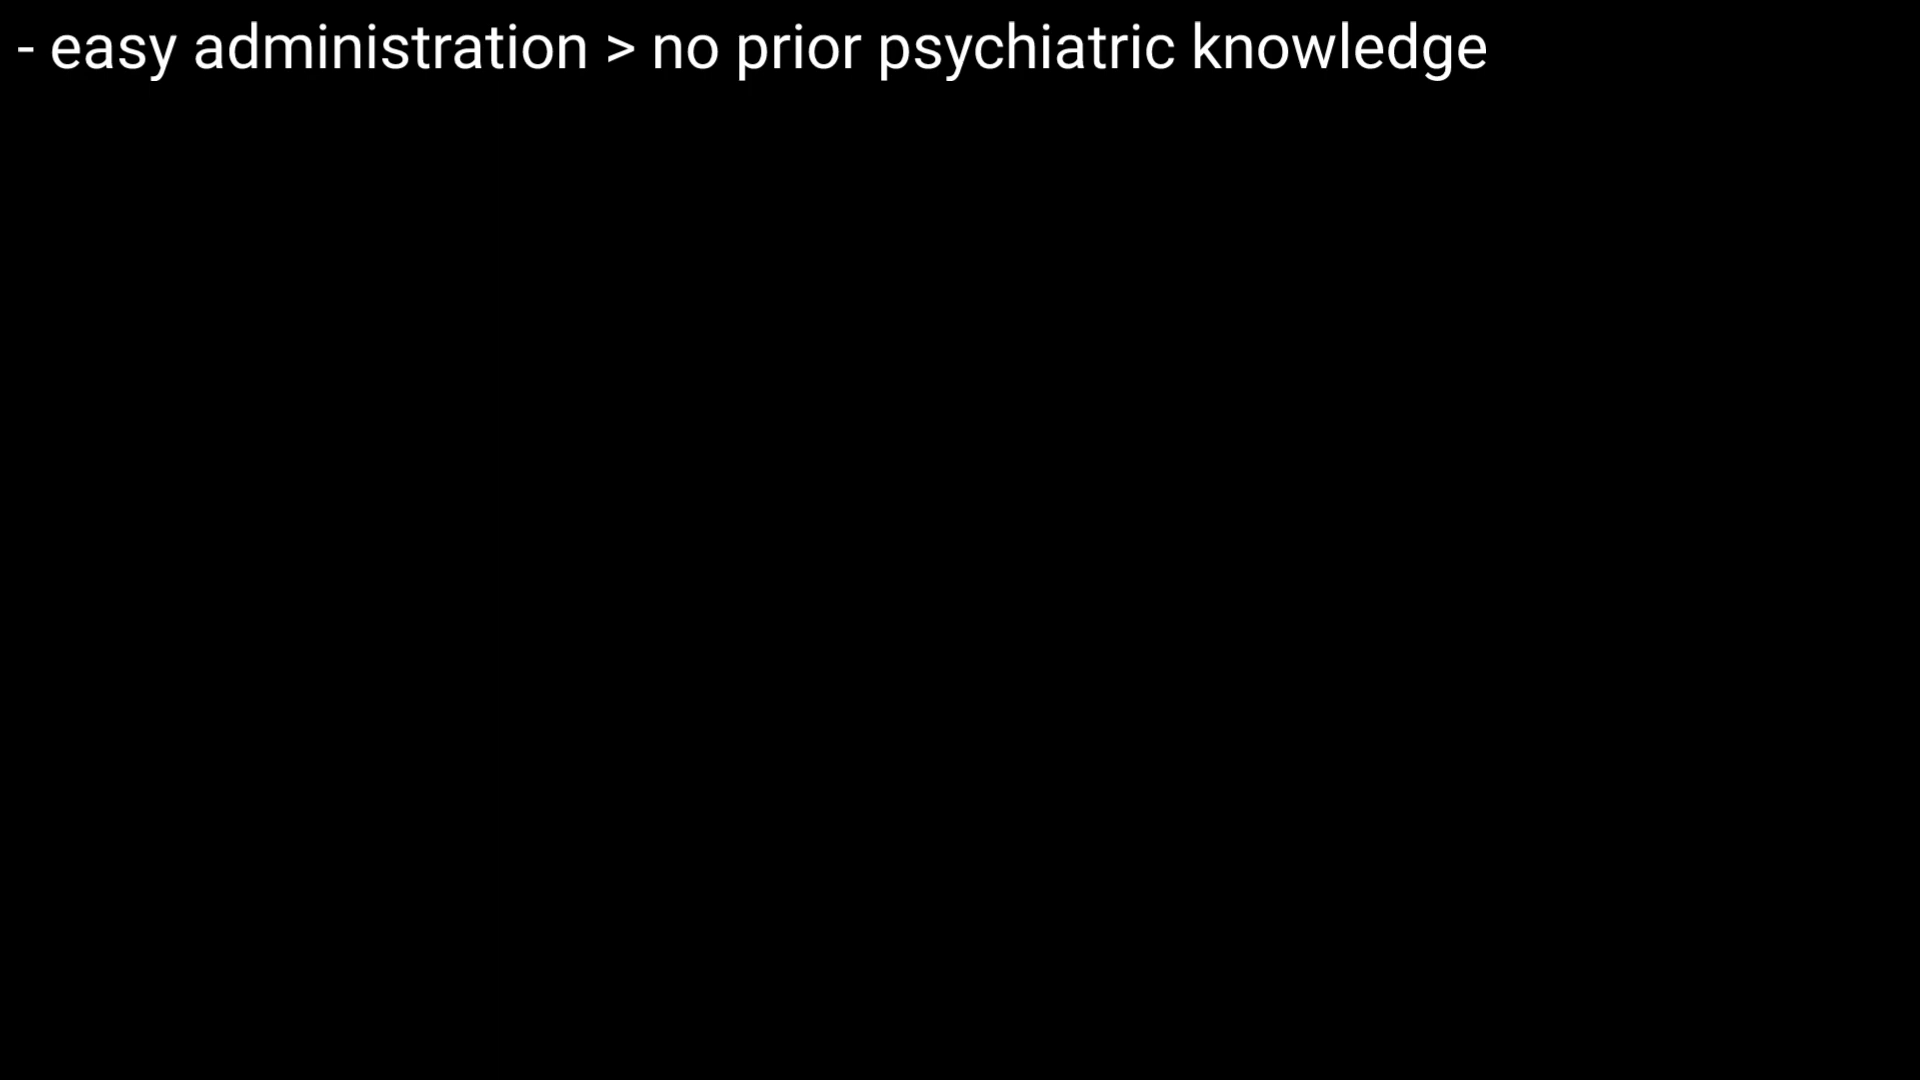 - easy administration > no prior psychiatric knowledge